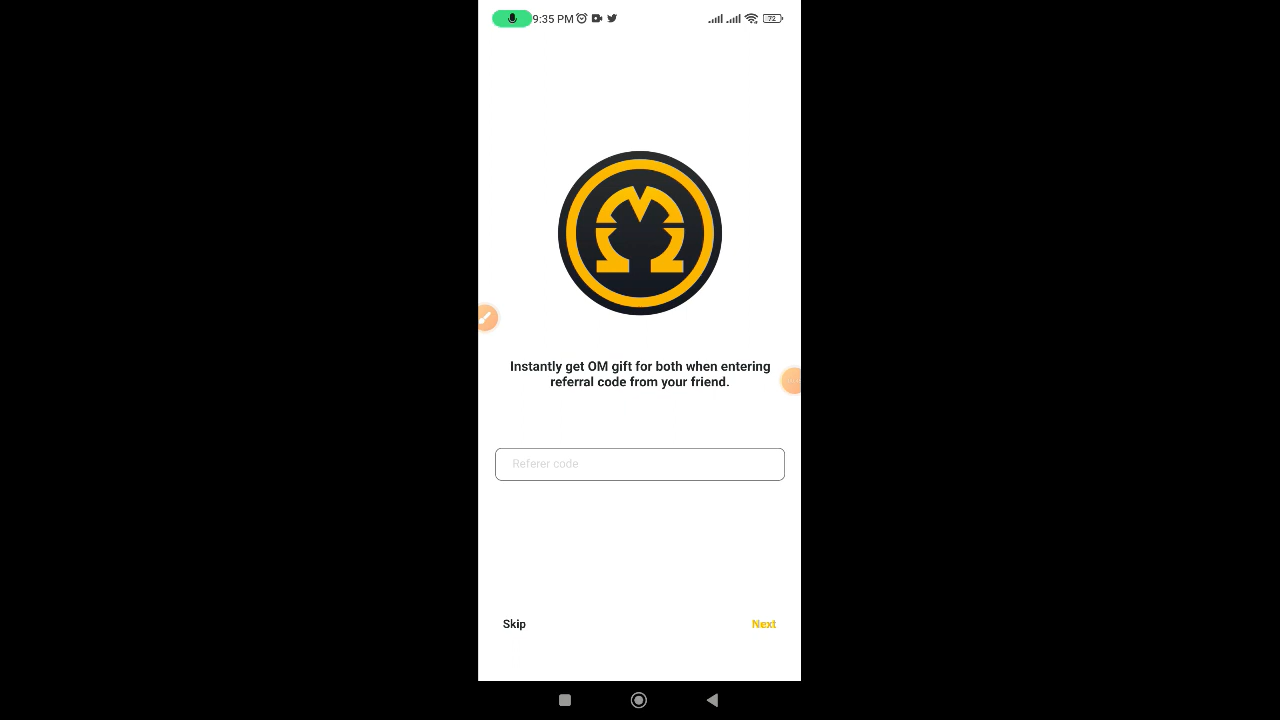 9:35 PM
72
Instantly get OM gift for both when entering
referral code from your friend.
Referer code
Skip
Next